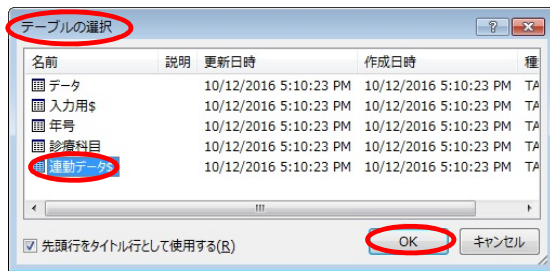 テーブルの選択
名前 説明 更新日時 作成日時 種
データ 10/12/2016 5:10:23 PM 10/12/2016 5:10:23 PM TA
入力用$ 10/12/2016 5:10:23 PM 10/12/2016 5:10:23 PM TA
年号 10/12/2016 5:10:23 PM 10/12/2016 5:10:23 PM TA
診療科目 10/12/2016 5:10:23 PM 10/12/2016 5:10:23 PM TA
連動データ$ 10/12/2016 5:10:23 PM 10/12/2016 5:10:23 PM TA
先頭行をタイトル行として使用する(R) OK キャンセル